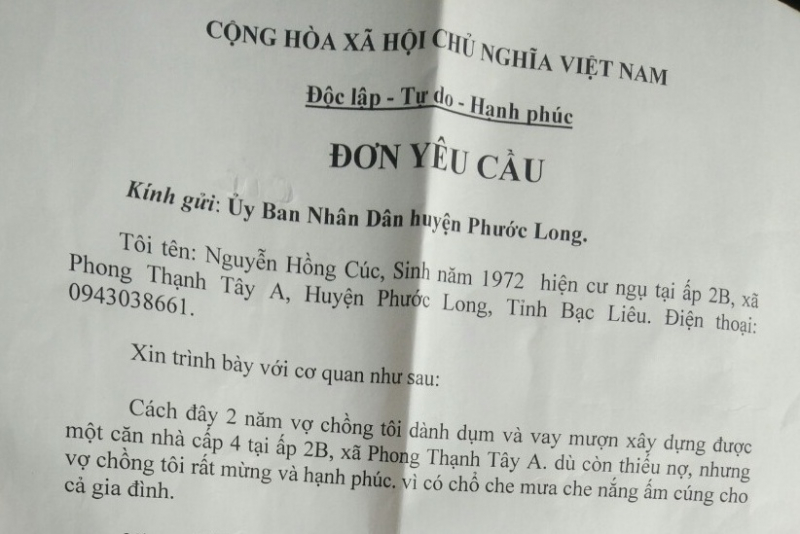 CỘNG HÒA XÃ HỘI CHỦ NGHĨA VIỆT NAM
Độc lập - Tự do - Hạnh phúc
ĐƠN YÊU CẦU
Kính gửi: Ủy Ban Nhân Dân huyện Phước Long.
Tôi tên: Nguyễn Hồng Cúc, Sinh năm 1972 hiện cư ngụ tại ấp 2B, xã
Phong Thạnh Tây A, Huyện Phước Long, Tỉnh Bạc Liêu. Điện thoại:
0943038661.
Xin trình bày với cơ quan như sau:
Cách đây 2 năm vợ chồng tôi dành dụm và vay mượn xây dựng được
một căn nhà cấp 4 tại ấp 2B, xã Phong Thạnh Tây A. dù còn thiếu nợ, nhưng
vợ chồng tôi rất mừng và hạnh phúc. vì có chổ che mưa che nắng ấm cúng cho
cả gia đình.